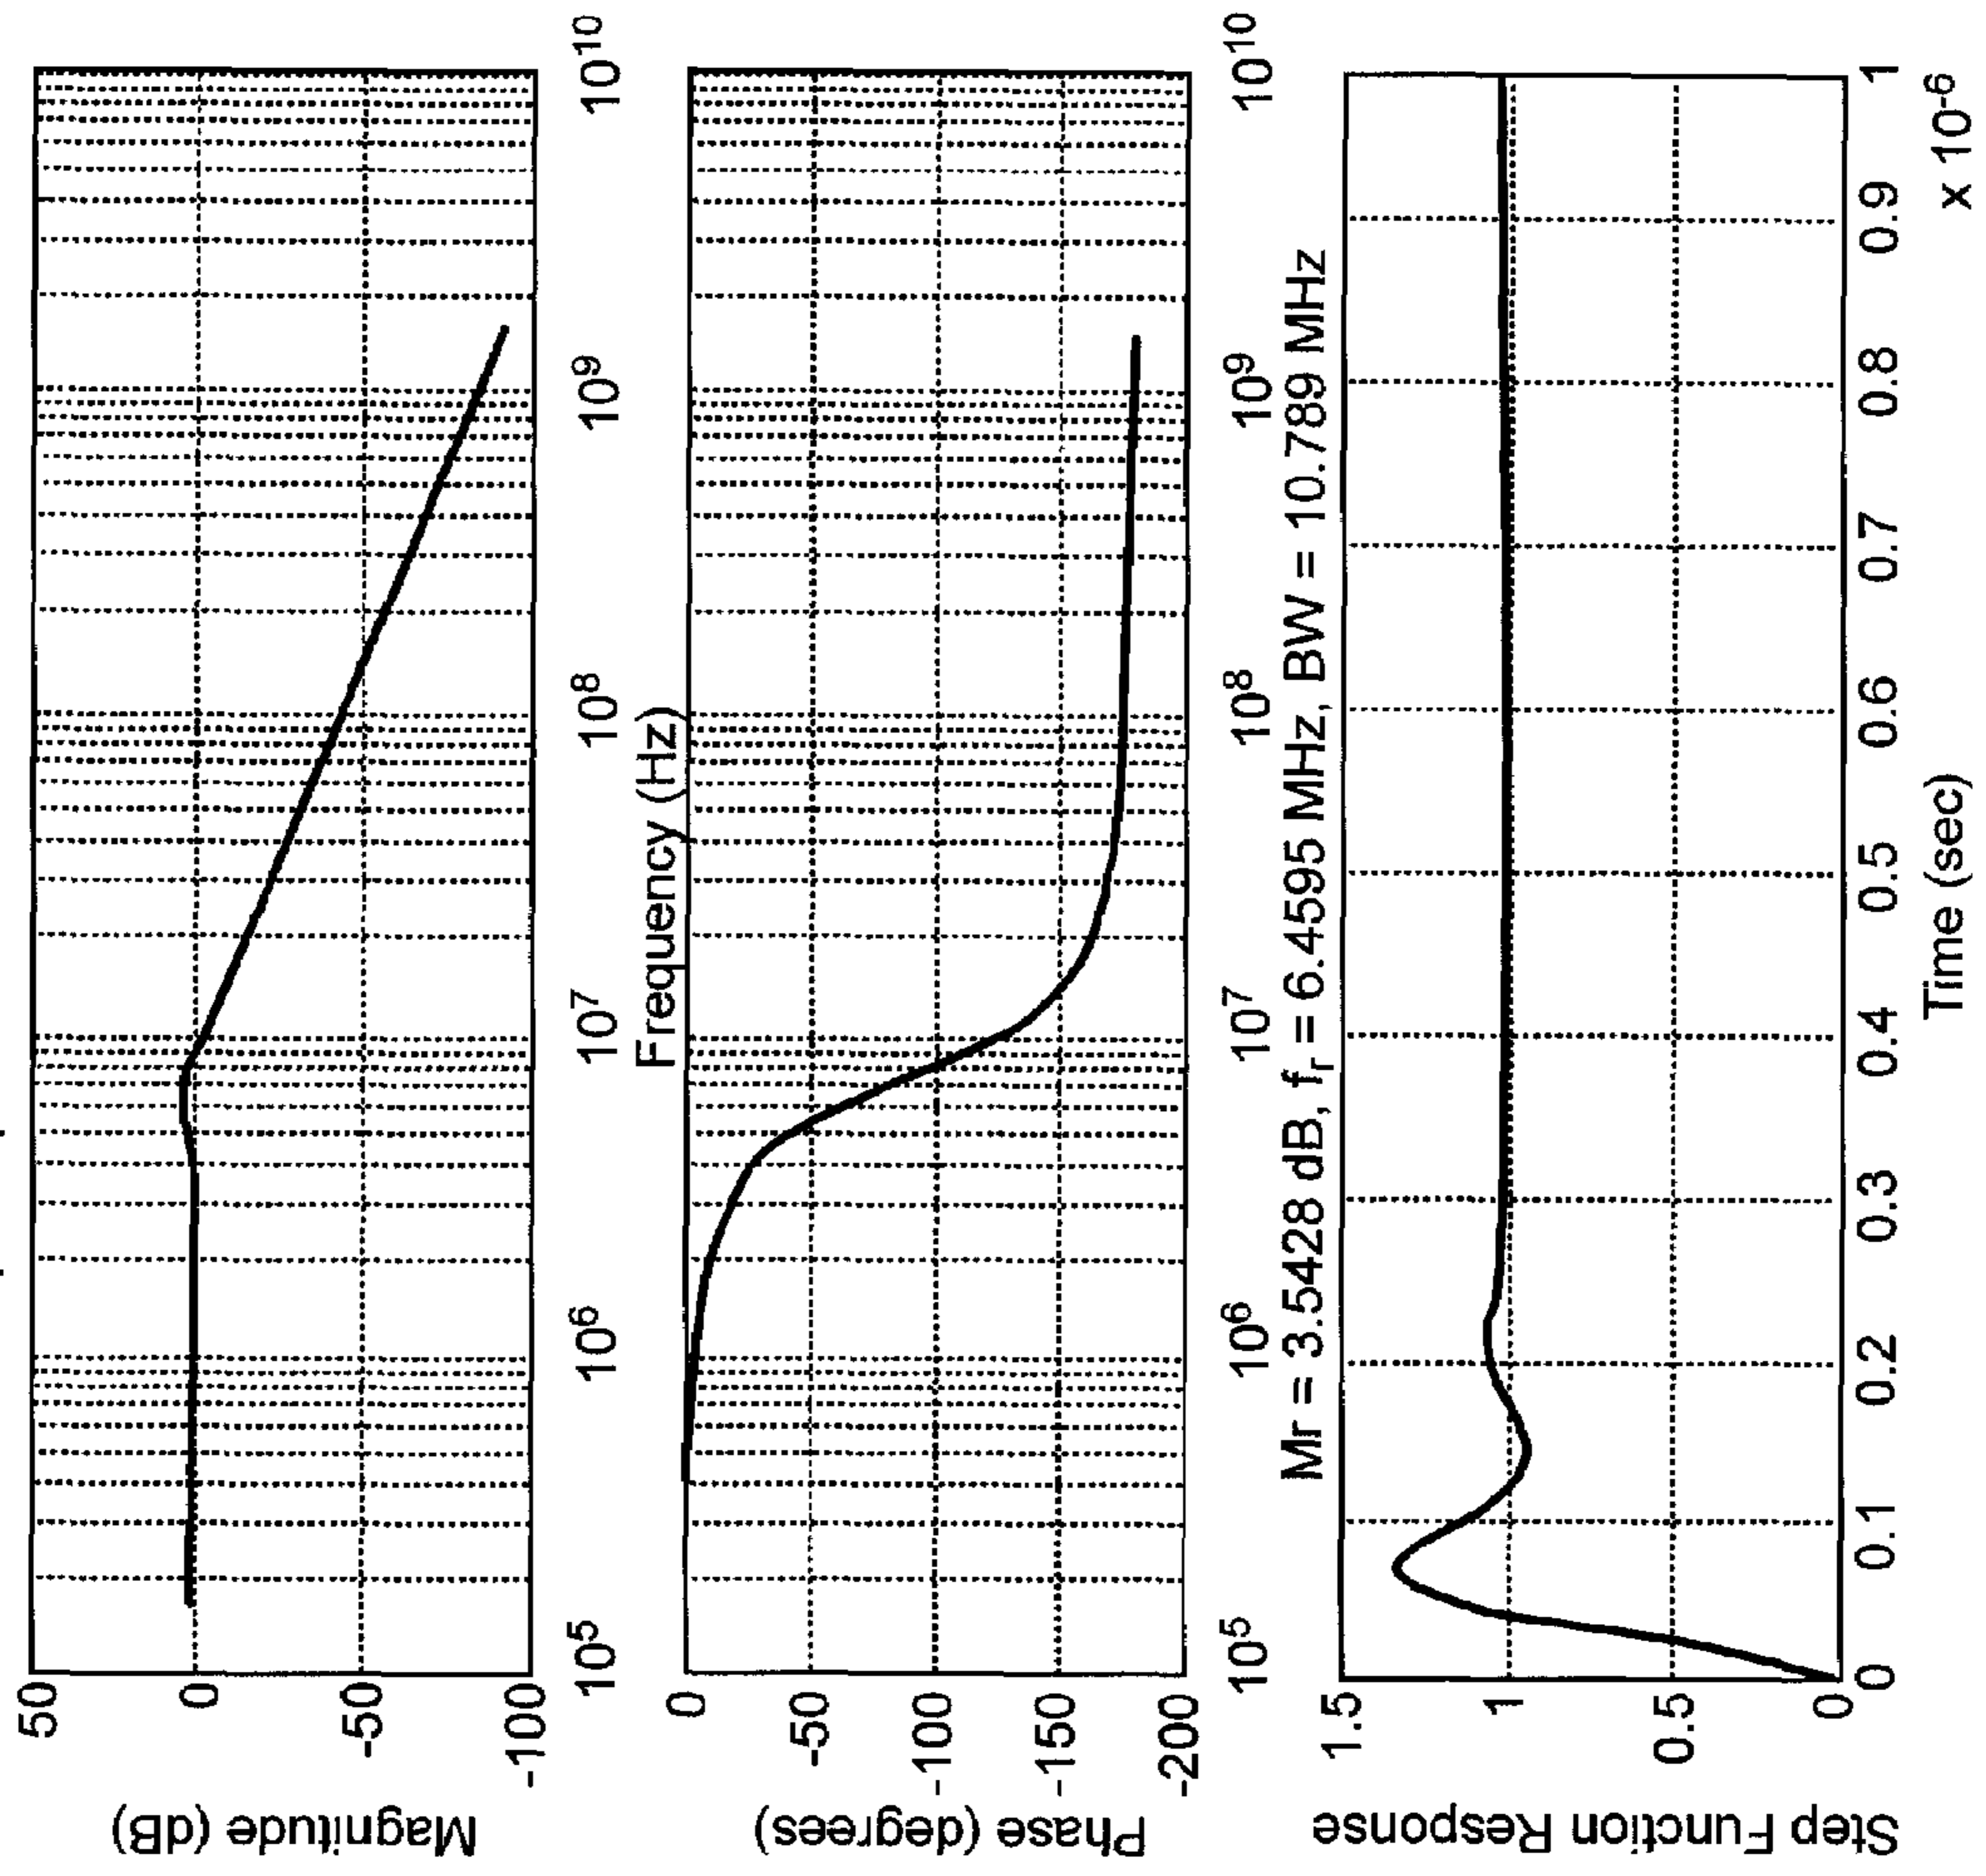 Magnitude (dB)
50
0
-50
-100
10^5 10^6 10^7 10^8 10^9 10^10
Frequency (Hz)
Phase (degrees)
0
-50
-100
-150
-200
10^5 10^6 10^7 10^8 10^9 10^10
Mr = 3.5428 dB, f_r = 6.4595 MHz, BW = 10.789 MHz
Step Function Response
1.5
1
0.5
0
0 0.1 0.2 0.3 0.4 0.5 0.6 0.7 0.8 0.9 1
Time (sec)
x 10^-6